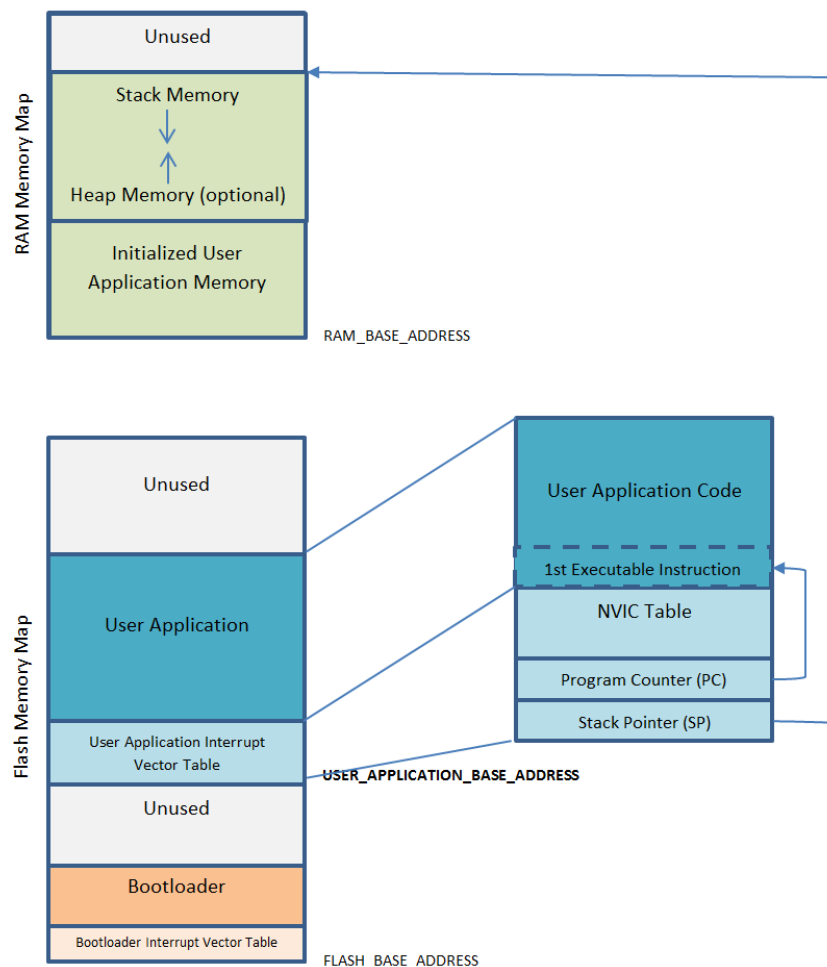 RAM Memory Map
Unused
Stack Memory
Heap Memory (optional)
Initialized User
Application Memory
RAM_BASE_ADDRESS
Flash Memory Map
Unused
User Application
User Application Interrupt
Vector Table
USER_APPLICATION_BASE_ADDRESS
Unused
Bootloader
Bootloader Interrupt Vector Table
FLASH_BASE_ADDRESS
User Application Code
1st Executable Instruction
NVIC Table
Program Counter (PC)
Stack Pointer (SP)